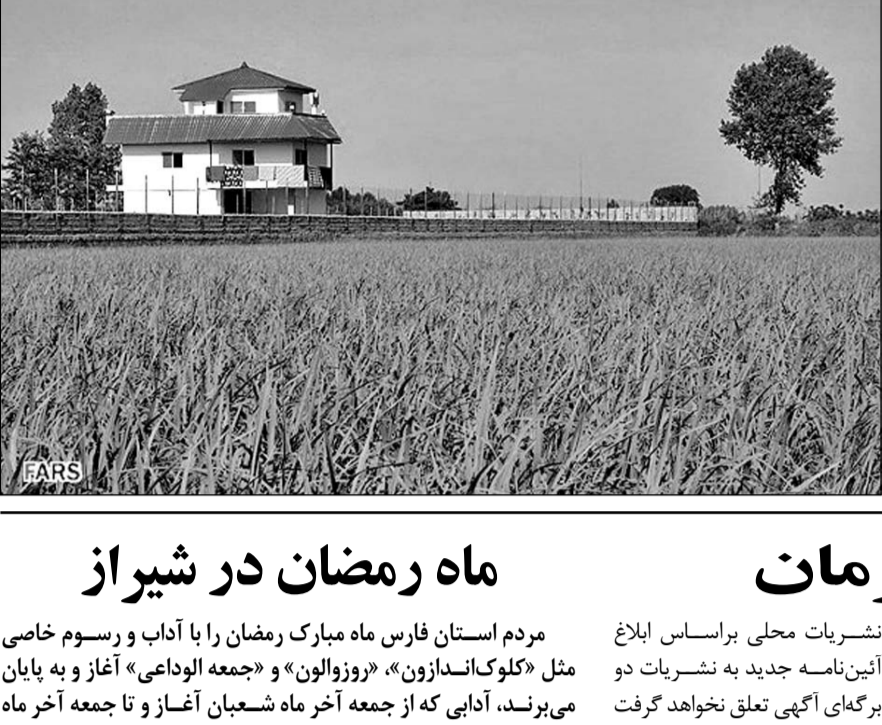 FARS
رمان
نشریات محلی براساس ابلاغ
آئین‌نامه جدید به نشریات دو
برگه‌ای آگهی تعلق نخواهد گرفت
ماه رمضان در شیراز
مردم استان فارس ماه مبارک رمضان را با آداب و رسوم خاصی
مثل «کلوک‌اندازون»، «روزوالون» و «جمعه الوداعی» آغاز و به پایان
می‌برند، آدابی که از جمعه آخر ماه شعبان آغاز و تا جمعه آخر ماه